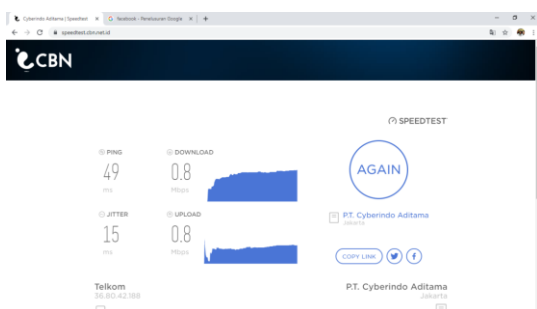 Cyberindo Aditama | Speedtest
facebook - Penelusuran Google
speedtest.cbn.net.id
CBN
SPEEDTEST
PING
DOWNLOAD
49
0.8
ms
Mbps
AGAIN
JITTER
UPLOAD
15
0.8
ms
Mbps
P.T. Cyberindo Aditama
Jakarta
COPY LINK
Telkom
36.80.42.188
P.T. Cyberindo Aditama
Jakarta